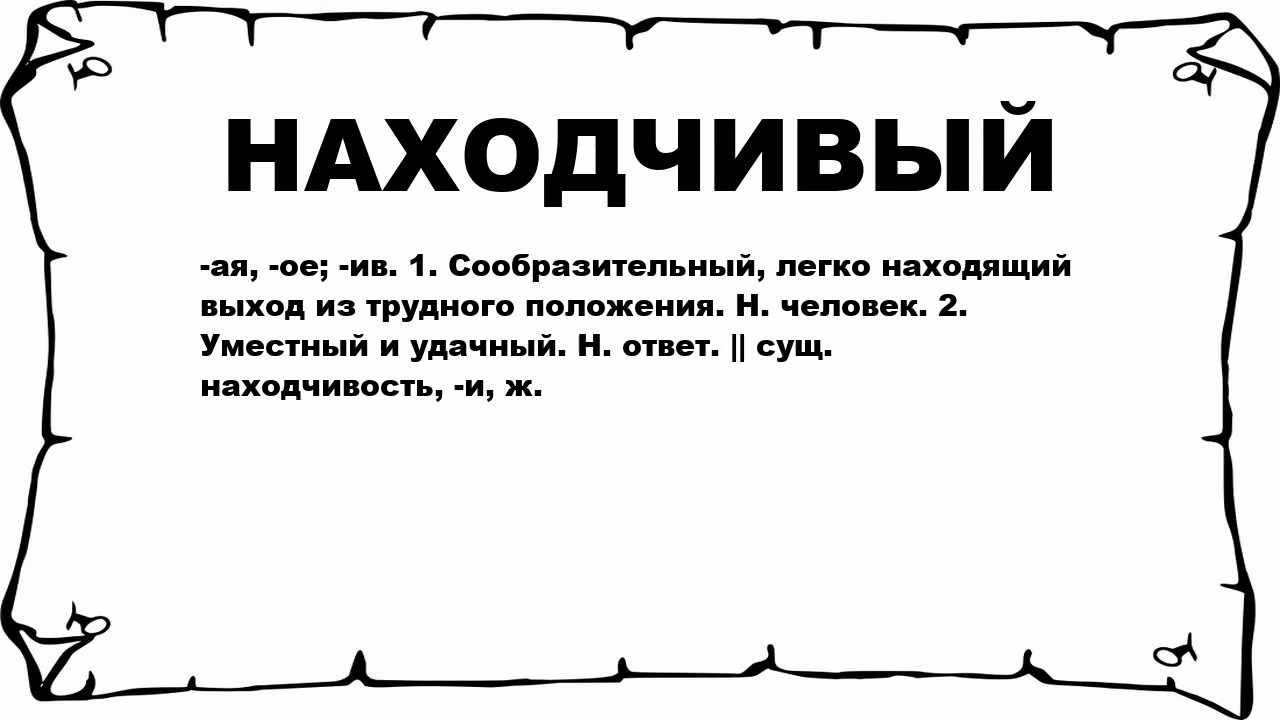 НАХОДЧИВЫЙ
-ая, -ое; -ив. 1. Сообразительный, легко находящий
выход из трудного положения. Н. человек. 2.
Уместный и удачный. Н. ответ. || сущ.
находчивость, -и, ж.